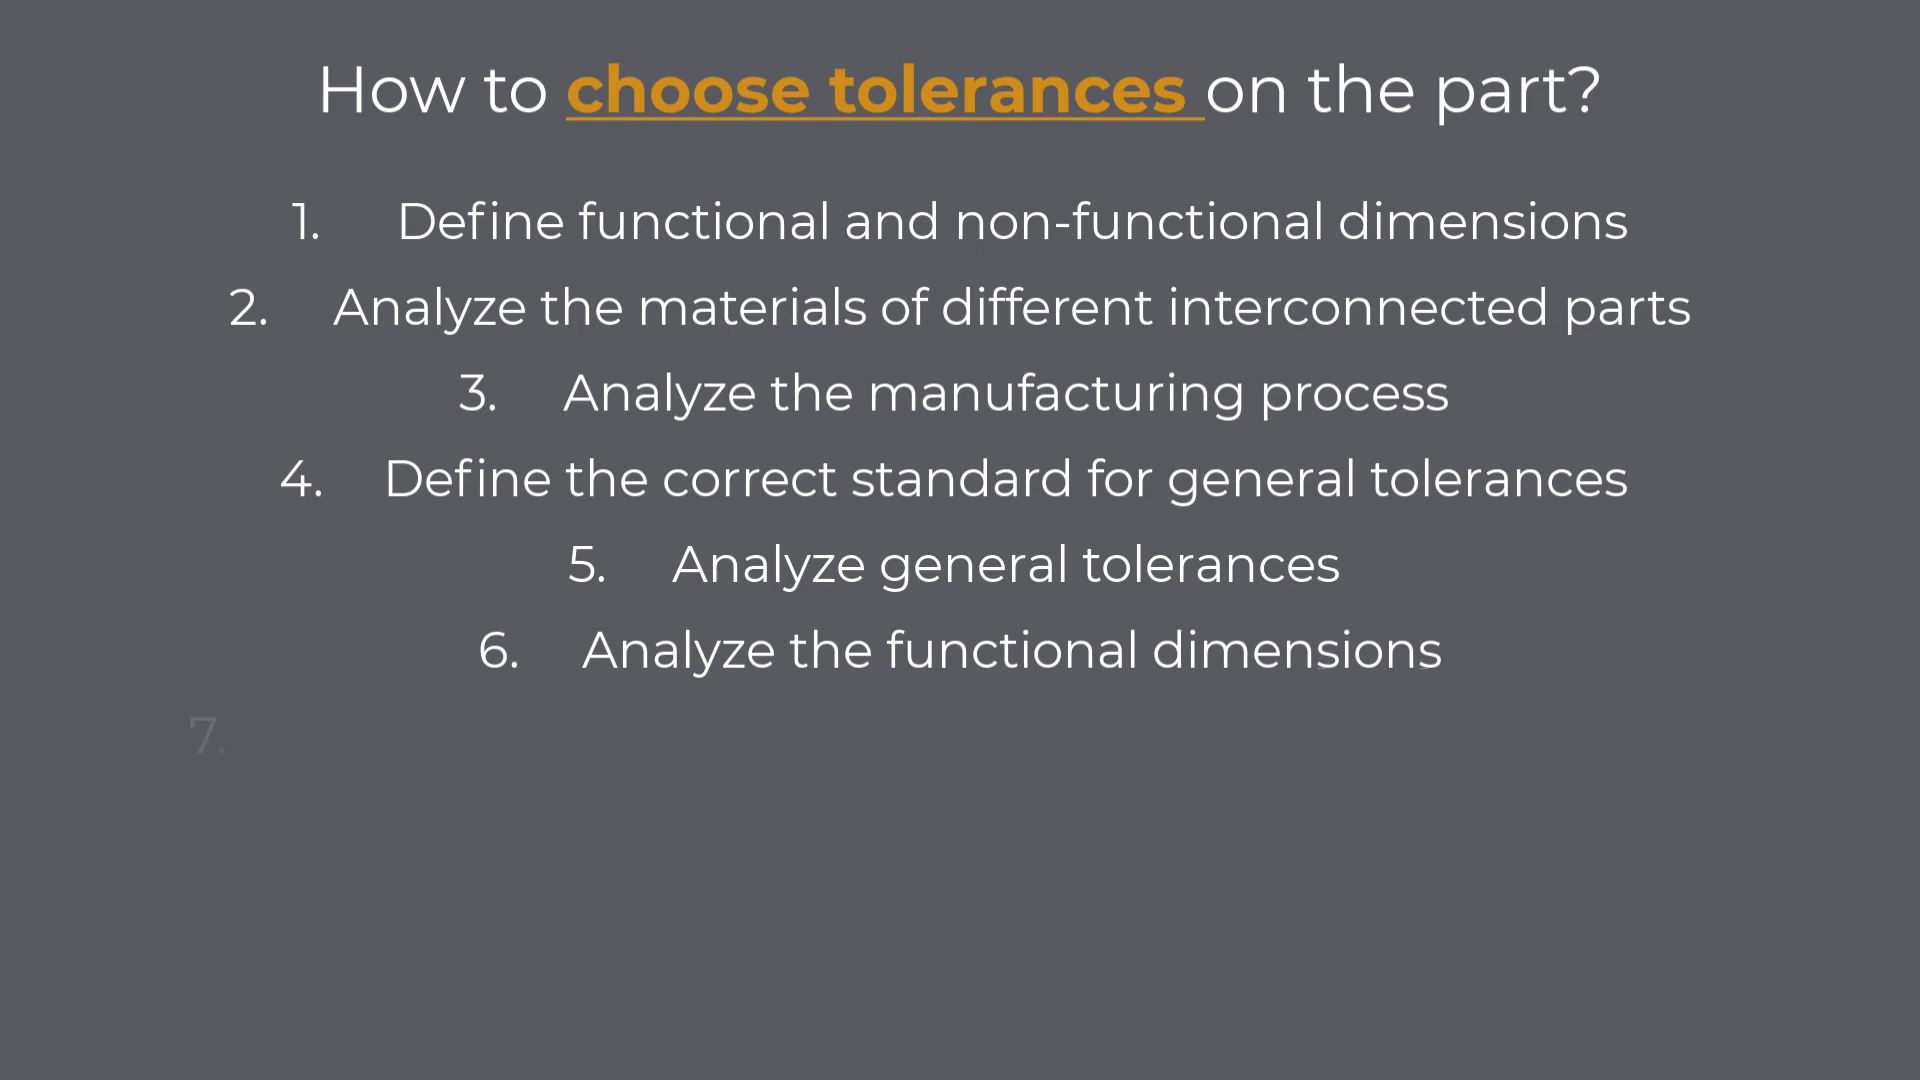 How to choose tolerances on the part?
1. Define functional and non-functional dimensions
2. Analyze the materials of different interconnected parts
3. Analyze the manufacturing process
4. Define the correct standard for general tolerances
5. Analyze general tolerances
6. Analyze the functional dimensions
7.